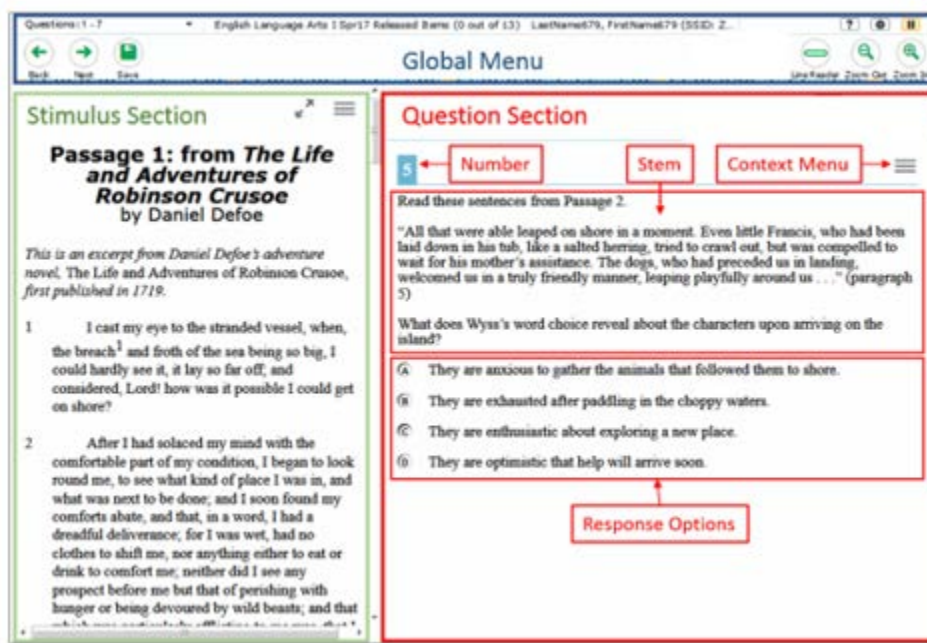 Questions: 1 - 7
English Language Arts I Spr17 Released Items (0 out of 13) LastName679, FirstName679 (SSID: Z...
?
Back
Next
Save
Global Menu
Line Reader
Zoom Out
Zoom In
Stimulus Section
Passage 1: from The Life
and Adventures of
Robinson Crusoe
by Daniel Defoe
This is an excerpt from Daniel Defoe's adventure
novel, The Life and Adventures of Robinson Crusoe,
first published in 1719.
1 I cast my eye to the stranded vessel, when,
the breach1 and froth of the sea being so big, I
could hardly see it, it lay so far off; and
considered, Lord! how was it possible I could get
on shore?
2 After I had solaced my mind with the
comfortable part of my condition, I began to look
round me, to see what kind of place I was in, and
what was next to be done; and I soon found my
comforts abate, and that, in a word, I had a
dreadful deliverance; for I was wet, had no
clothes to shift me, nor anything either to eat or
drink to comfort me; neither did I see any
prospect before me but that of perishing with
hunger or being devoured by wild beasts; and that
Question Section
5
Number
Stem
Context Menu
Read these sentences from Passage 2.
“All that were able leaped on shore in a moment. Even little Francis, who had been
laid down in his tub, like a salted herring, tried to crawl out, but was compelled to
wait for his mother’s assistance. The dogs, who had preceded us in landing,
welcomed us in a truly friendly manner, leaping playfully around us . . .” (paragraph
5)
What does Wyss’s word choice reveal about the characters upon arriving on the
island?
A They are anxious to gather the animals that followed them to shore.
B They are exhausted after paddling in the choppy waters.
C They are enthusiastic about exploring a new place.
D They are optimistic that help will arrive soon.
Response Options